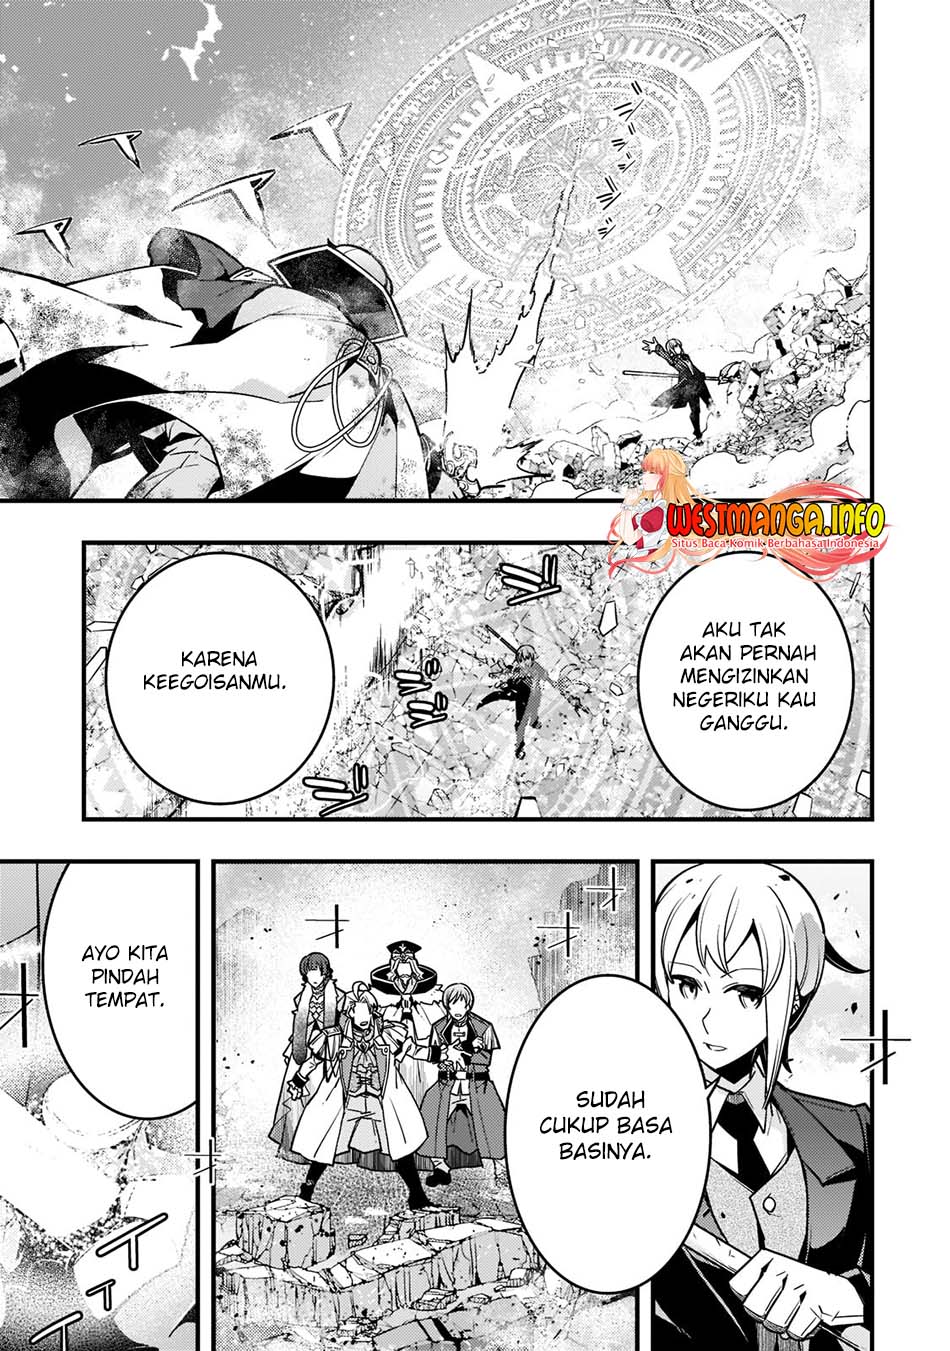 WESTMANGA.INFO
Situs Baca Komik Berbahasa Indonesia
AKU TAK
AKAN PERNAH
MENGIZINKAN
NEGERIKU KAU
GANGGU.
KARENA
KEEGOISANMU.
SUDAH
CUKUP BASA
BASINYA.
AYO KITA
PINDAH
TEMPAT.